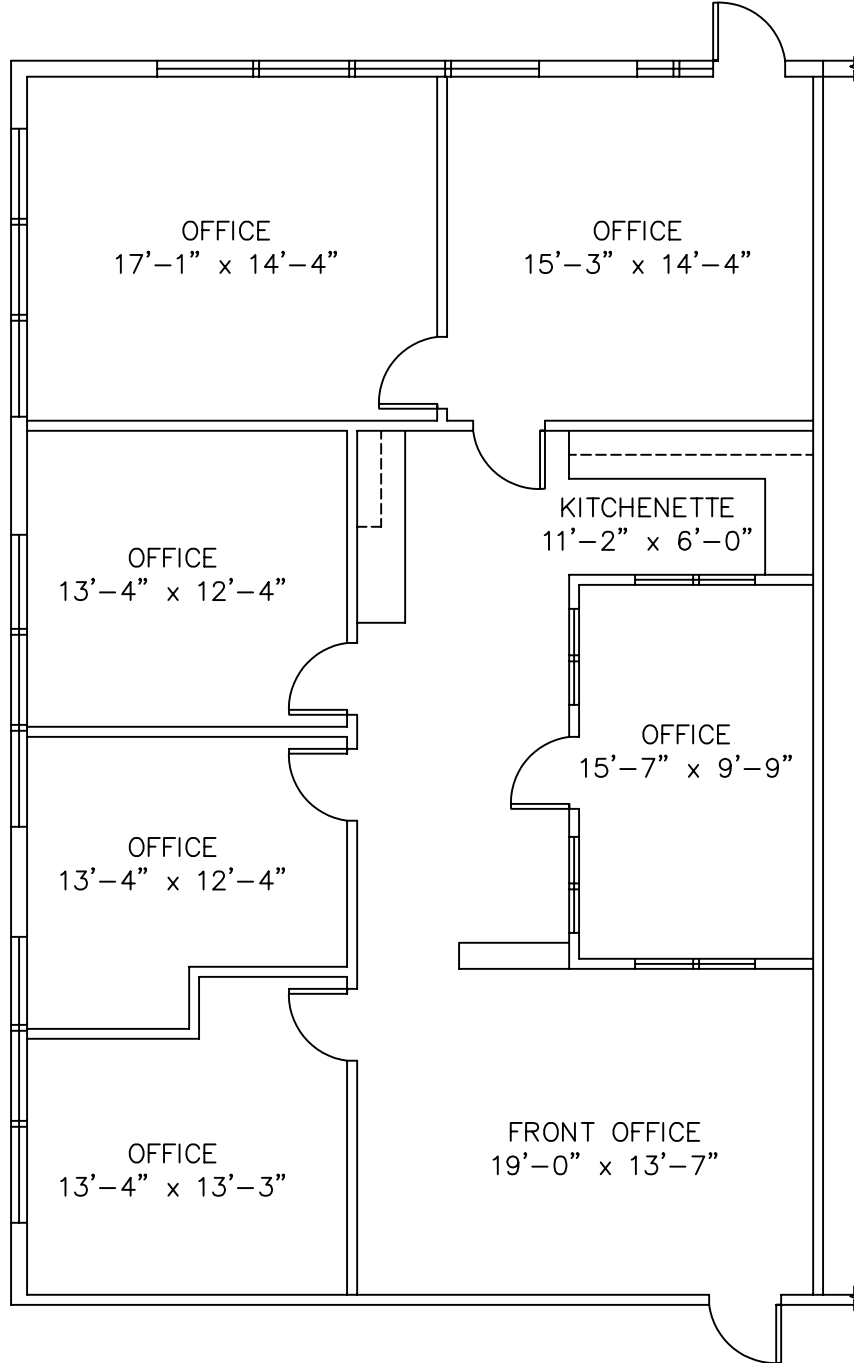 OFFICE
17’–1” x 14’–4”
OFFICE
15’–3” x 14’–4”
KITCHENETTE
11’–2” x 6’–0”
OFFICE
13’–4” x 12’–4”
OFFICE
15’–7” x 9’–9”
OFFICE
13’–4” x 12’–4”
FRONT OFFICE
19’–0” x 13’–7”
OFFICE
13’–4” x 13’–3”